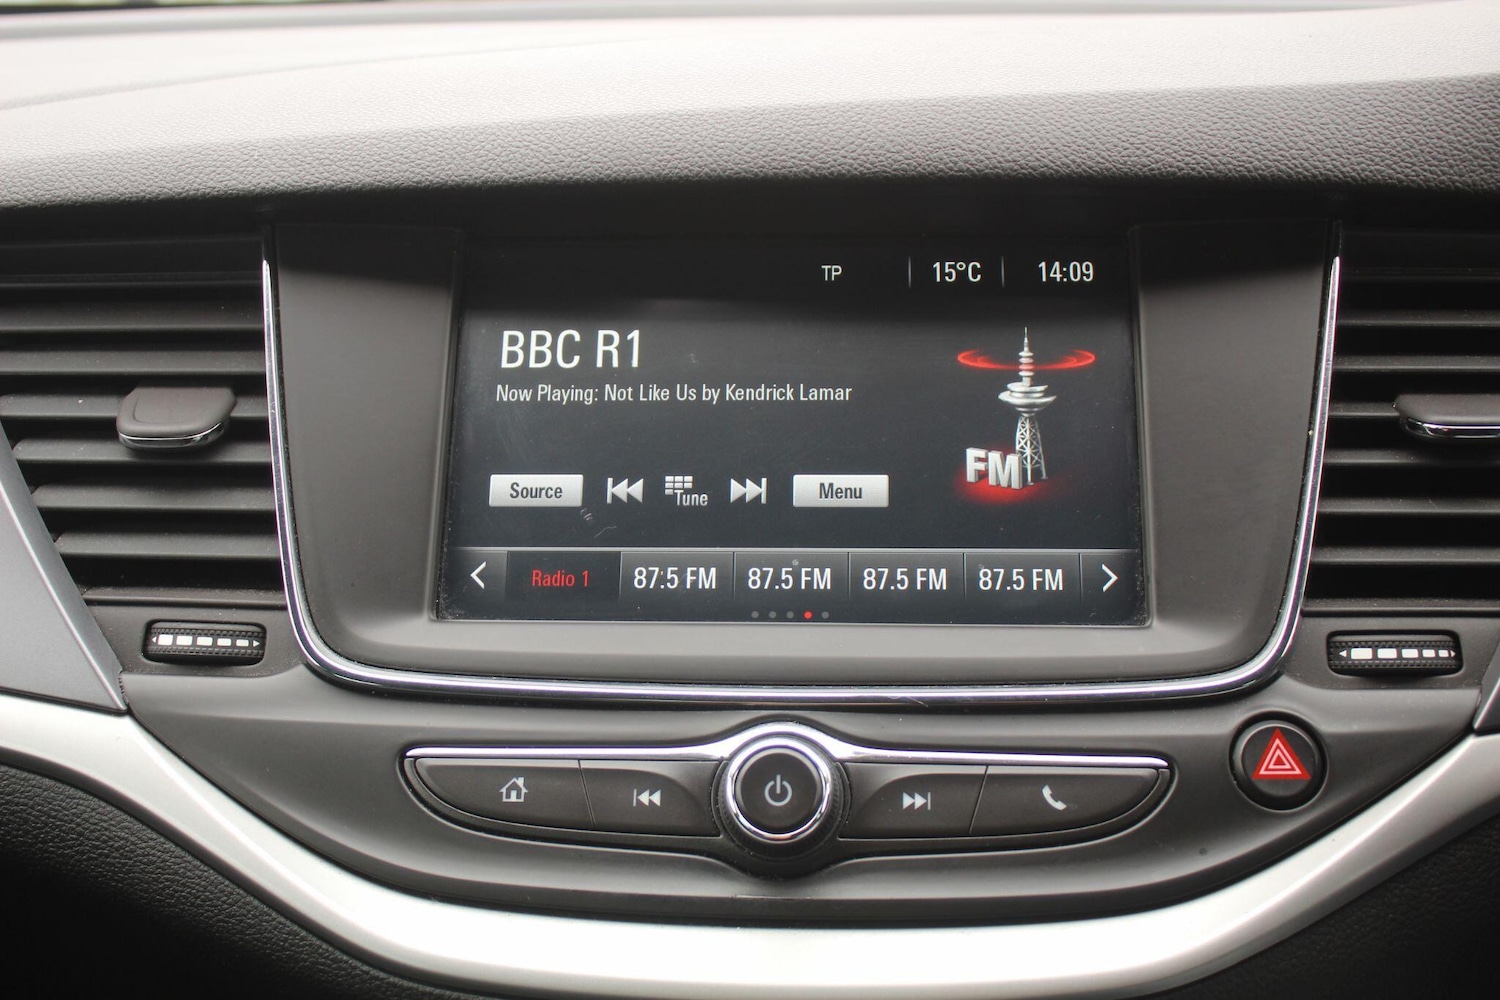 TP 15°C 14:09
BBC R1
Now Playing: Not Like Us by Kendrick Lamar
FM
Source Tune Menu
Radio 1 87.5 FM 87.5 FM 87.5 FM 87.5 FM